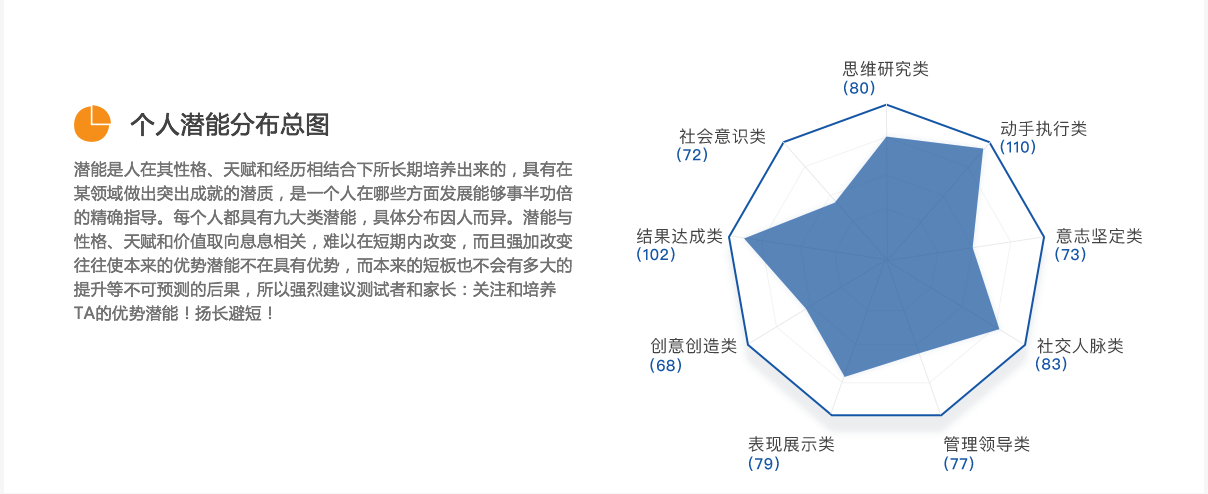 个人潜能分布总图
潜能是人在其性格、天赋和经历相结合下所长期培养出来的，具有在
某领域做出突出成就的潜质，是一个人在哪些方面发展能够事半功倍
的精确指导。每个人都具有九大类潜能，具体分布因人而异。潜能与
性格、天赋和价值取向息息相关，难以在短期内改变，而且强加改变
往往使本来的优势潜能不在具有优势，而本来的短板也不会有多大的
提升等不可预测的后果，所以强烈建议测试者和家长：关注和培养
TA的优势潜能！扬长避短！
思维研究类
(80)
动手执行类
(110)
意志坚定类
(73)
社交人脉类
(83)
管理领导类
(77)
表现展示类
(79)
创意创造类
(68)
结果达成类
(102)
社会意识类
(72)